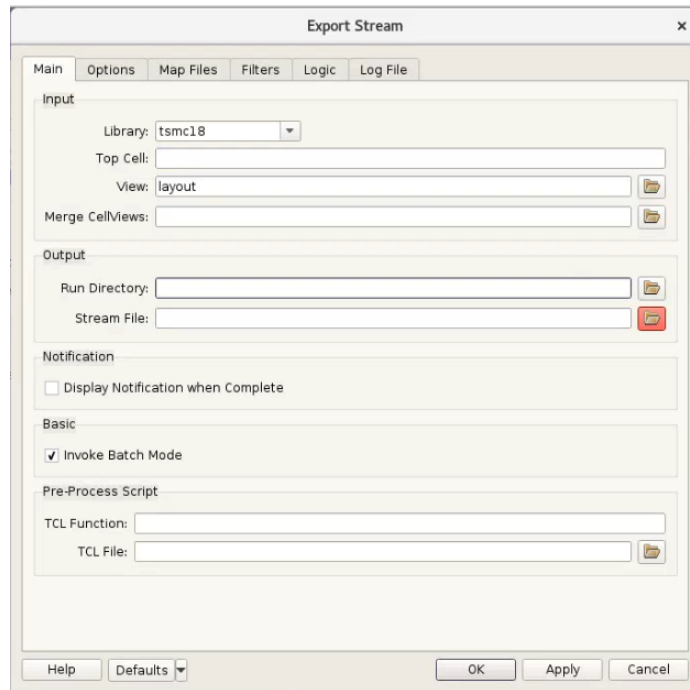 Export Stream
Main Options Map Files Filters Logic Log File
Input
Library: tsmc18
Top Cell:
View: layout
Merge CellViews:
Output
Run Directory:
Stream File:
Notification
Display Notification when Complete
Basic
Invoke Batch Mode
Pre-Process Script
TCL Function:
TCL File:
Help Defaults OK Apply Cancel